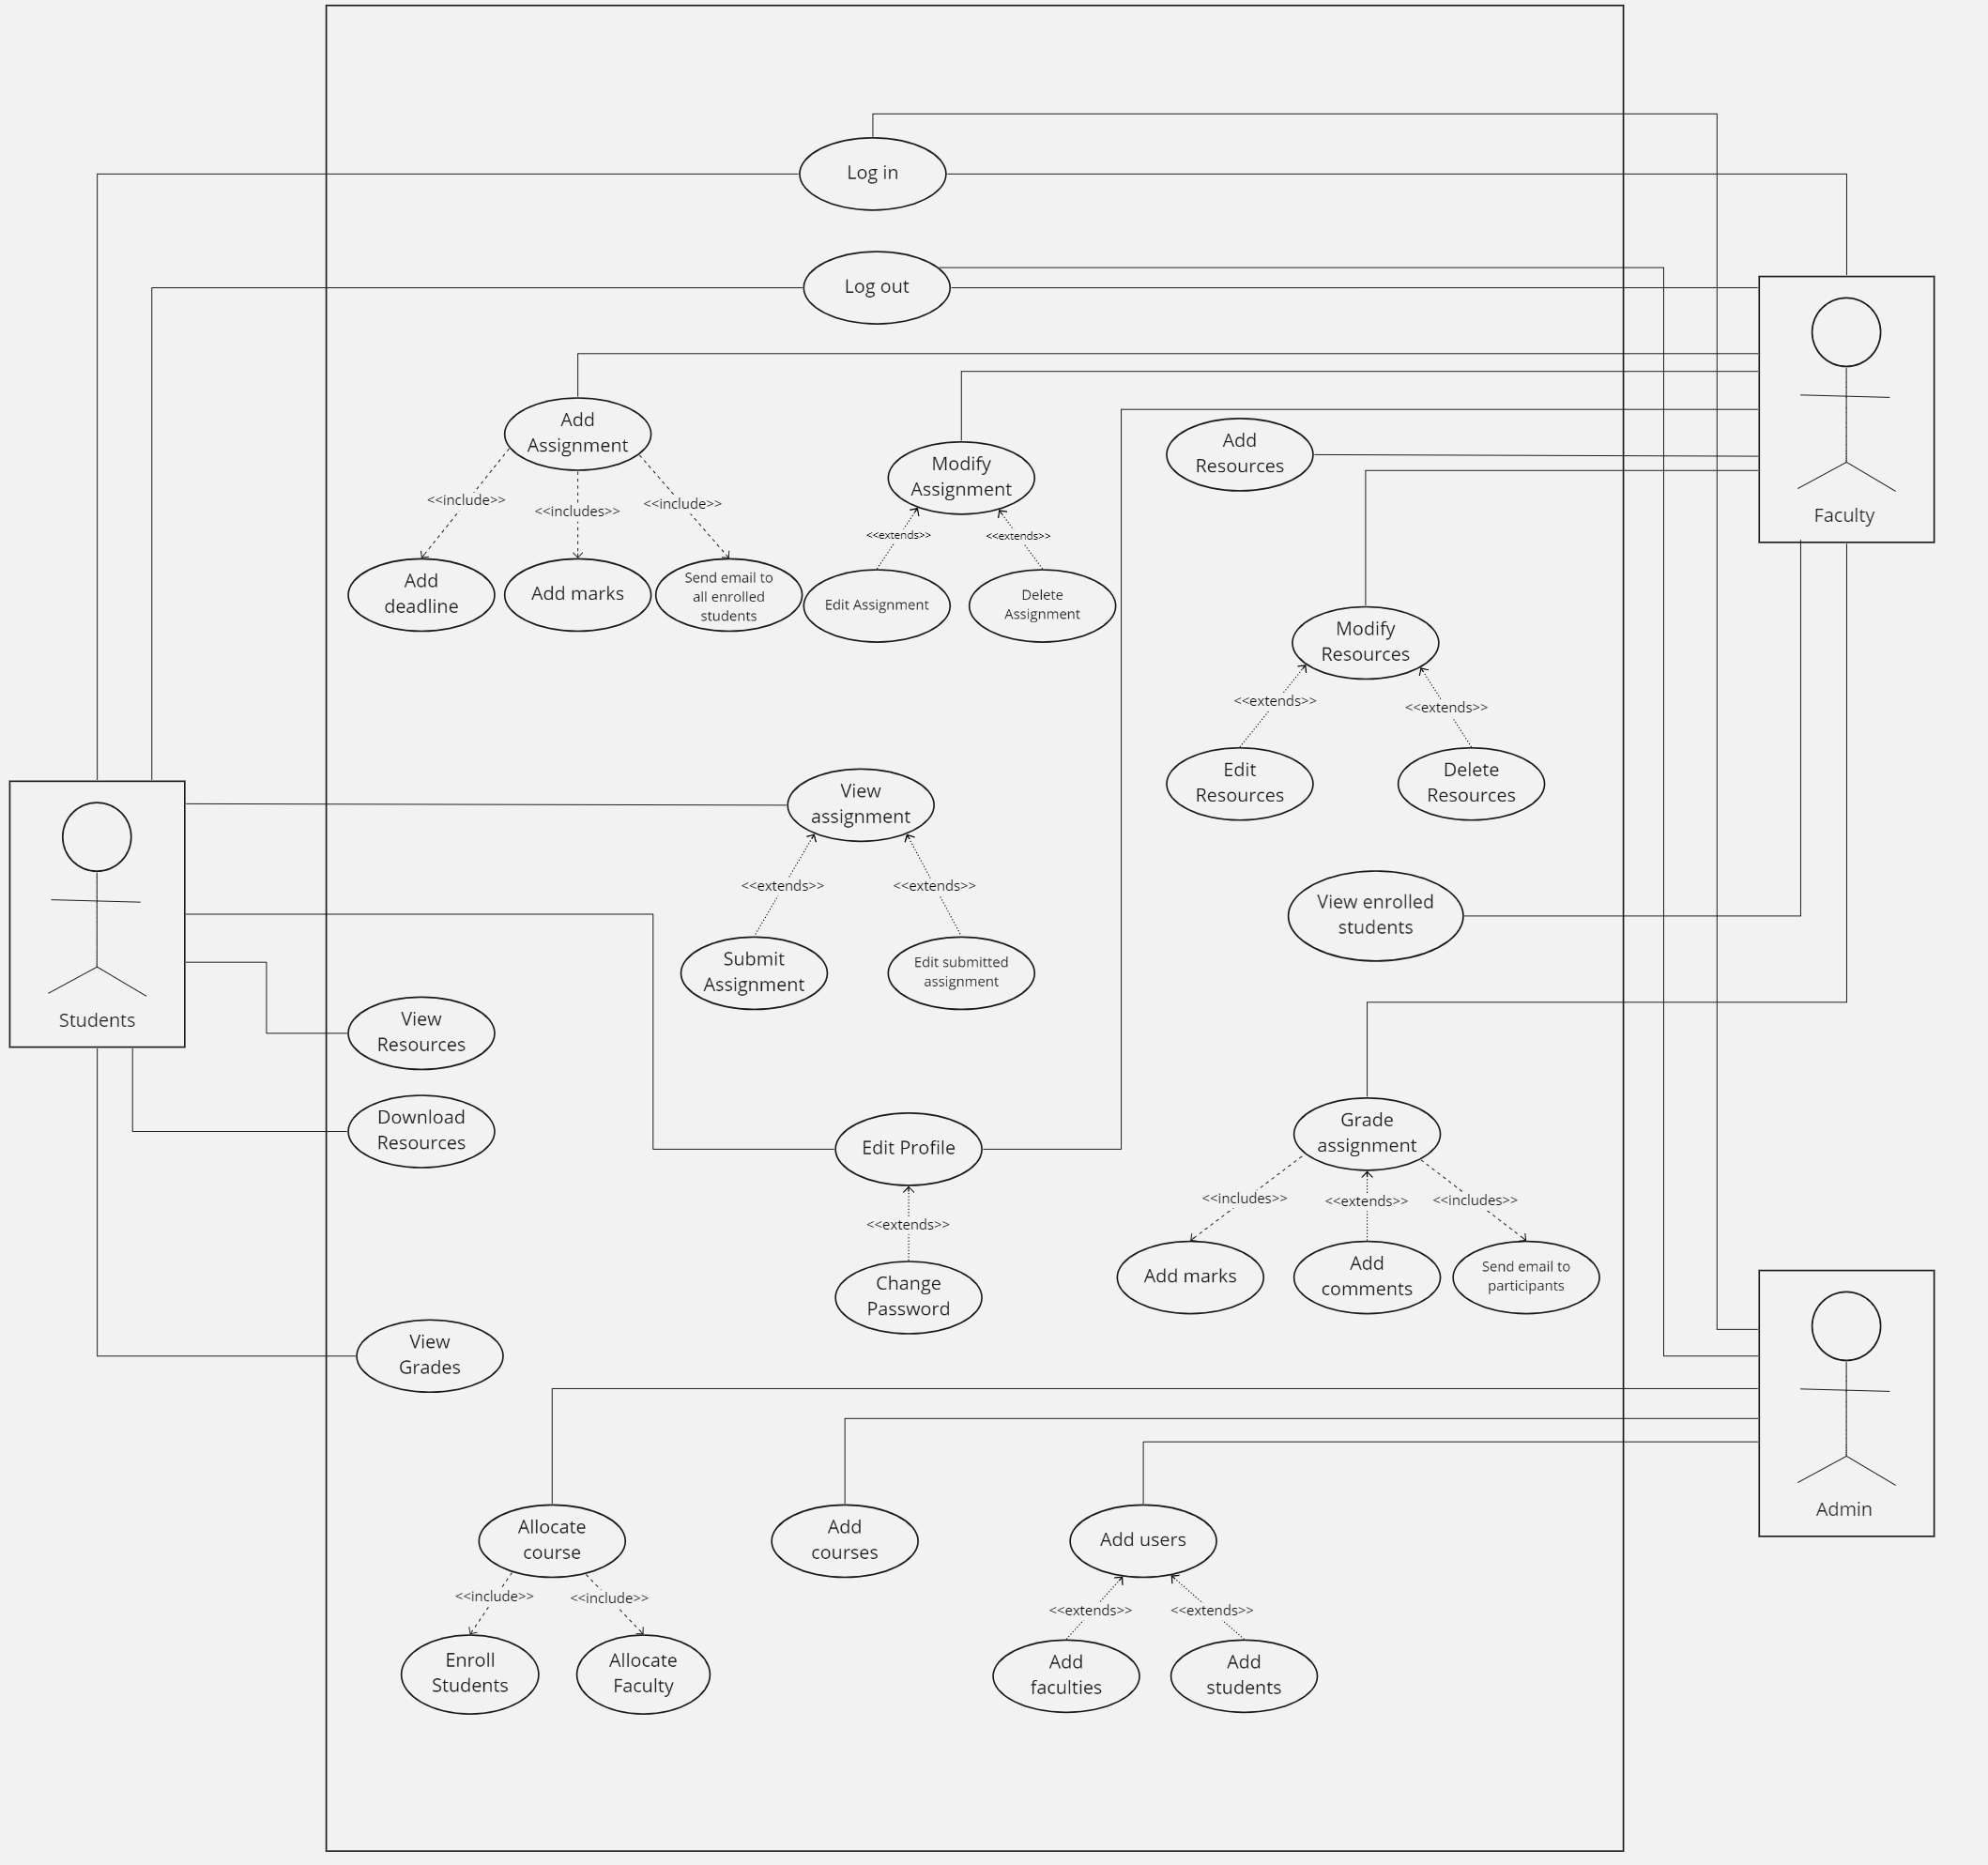 Log in
Log out
Add
Assignment
<<include>>
<<includes>>
<<include>>
Add
deadline
Add marks
Send email to
all enrolled
students
Modify
Assignment
<<extends>>
<<extends>>
Edit Assignment
Delete
Assignment
Add
Resources
Faculty
Modify
Resources
<<extends>>
<<extends>>
Edit
Resources
Delete
Resources
View
assignment
<<extends>>
<<extends>>
Submit
Assignment
Edit submitted
assignment
View enrolled
students
Students
View
Resources
Download
Resources
Edit Profile
<<extends>>
Change
Password
Grade
assignment
<<includes>>
<<extends>>
<<includes>>
Add marks
Add
comments
Send email to
participants
View
Grades
Admin
Allocate
course
<<include>>
<<include>>
Enroll
Students
Allocate
Faculty
Add
courses
Add users
<<extends>>
<<extends>>
Add
faculties
Add
students